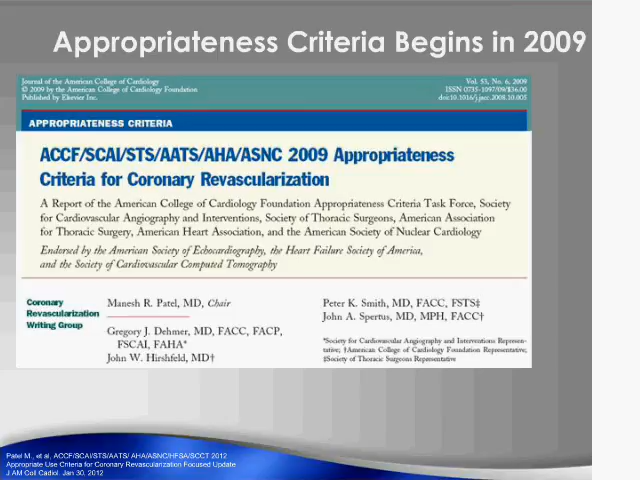 Appropriateness Criteria Begins in 2009
Journal of the American College of Cardiology
© 2009 by the American College of Cardiology Foundation
Published by Elsevier Inc.
Vol. 53, No. 6, 2009
ISSN 0735-1097/09/$36.00
doi:10.1016/j.jacc.2008.10.005
APPROPRIATENESS CRITERIA
ACCF/SCAI/STS/AATS/AHA/ASNC 2009 Appropriateness
Criteria for Coronary Revascularization
A Report of the American College of Cardiology Foundation Appropriateness Criteria Task Force, Society
for Cardiovascular Angiography and Interventions, Society of Thoracic Surgeons, American Association
for Thoracic Surgery, American Heart Association, and the American Society of Nuclear Cardiology
Endorsed by the American Society of Echocardiography, the Heart Failure Society of America,
and the Society of Cardiovascular Computed Tomography
Coronary
Revascularization
Writing Group
Manesh R. Patel, MD, Chair
Gregory J. Dehmer, MD, FACC, FACP,
FSCAI, FAHA*
John W. Hirshfeld, MD†
Peter K. Smith, MD, FACC, FSTS‡
John A. Spertus, MD, MPH, FACC†
*Society for Cardiovascular Angiography and Interventions Represen-
tative; †American College of Cardiology Foundation Representative;
‡Society of Thoracic Surgeons Representative
Patel M., et al, ACCF/SCAI/STS/AATS/ AHA/ASNC/HFSA/SCCT 2012
Appropriate Use Criteria for Coronary Revascularization Focused Update
J AM Coll Cadiol. Jan 30, 2012